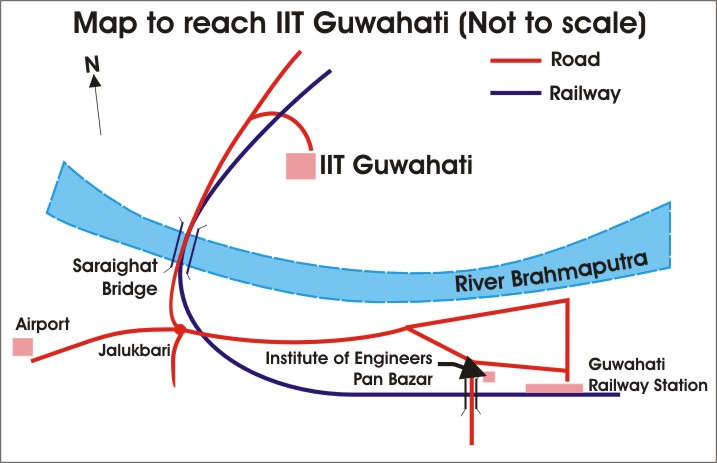 Map to reach IIT Guwahati (Not to scale)
N
Road
Railway
IIT Guwahati
Saraighat
Bridge
River Brahmaputra
Airport
Jalukbari
Institute of Engineers
Pan Bazar
Guwahati
Railway Station